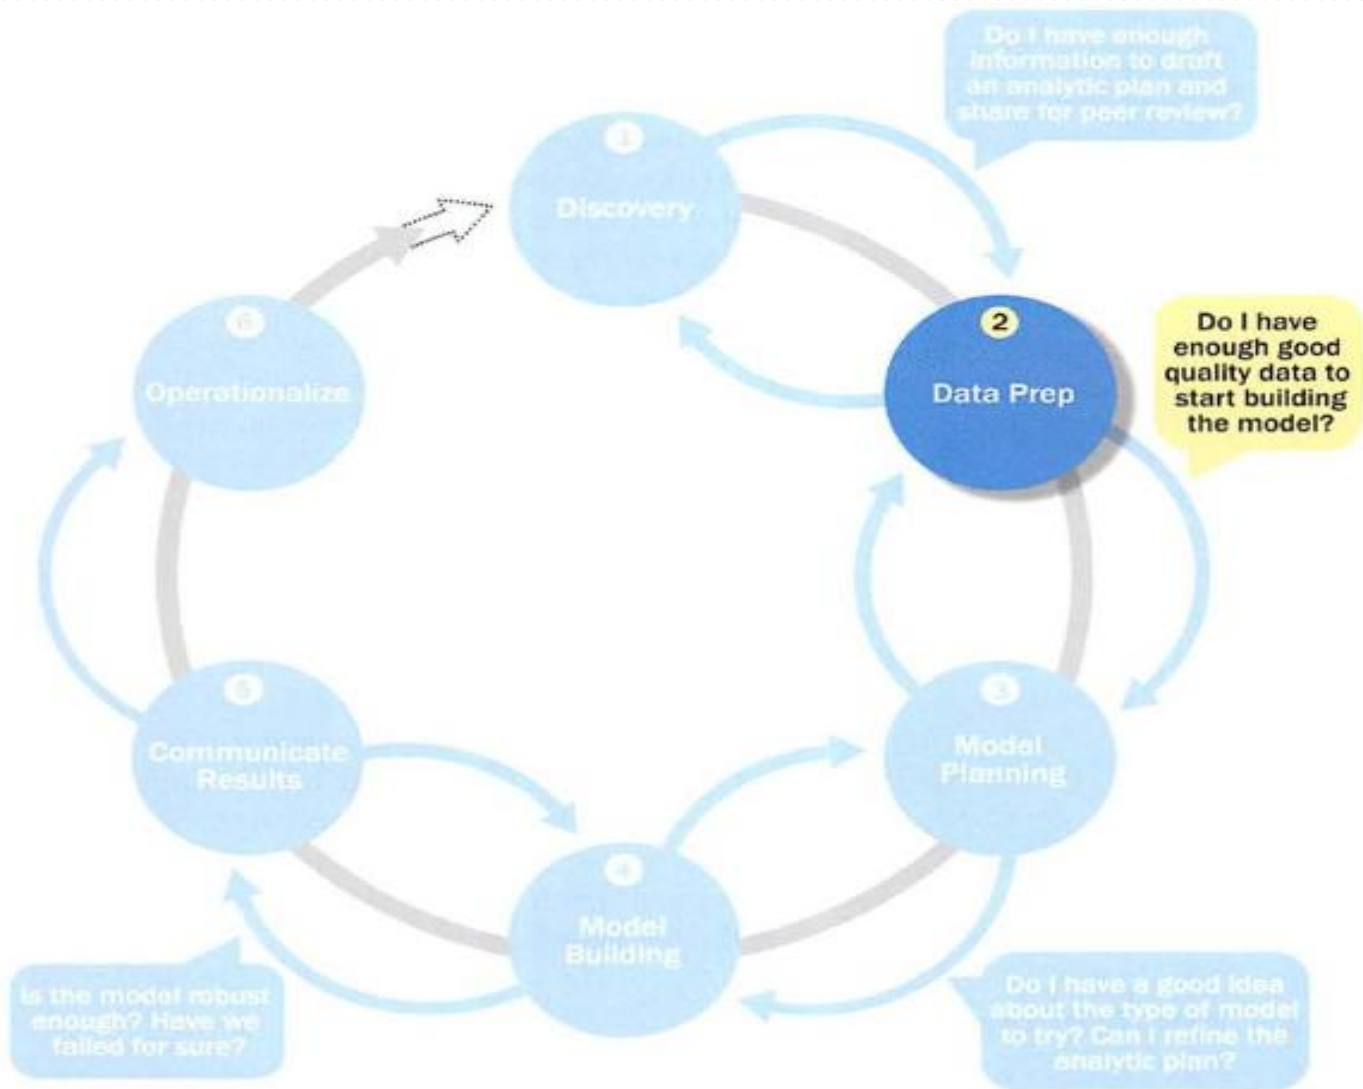 Do I have enough
information to draft
an analytic plan and
share for peer review?
1
Discovery
2
Data Prep
Do I have
enough good
quality data to
start building
the model?
6
Operationalize
3
Model
Planning
5
Communicate
Results
4
Model
Building
Is the model robust
enough? Have we
failed for sure?
Do I have a good idea
about the type of model
to try? Can I refine the
analytic plan?